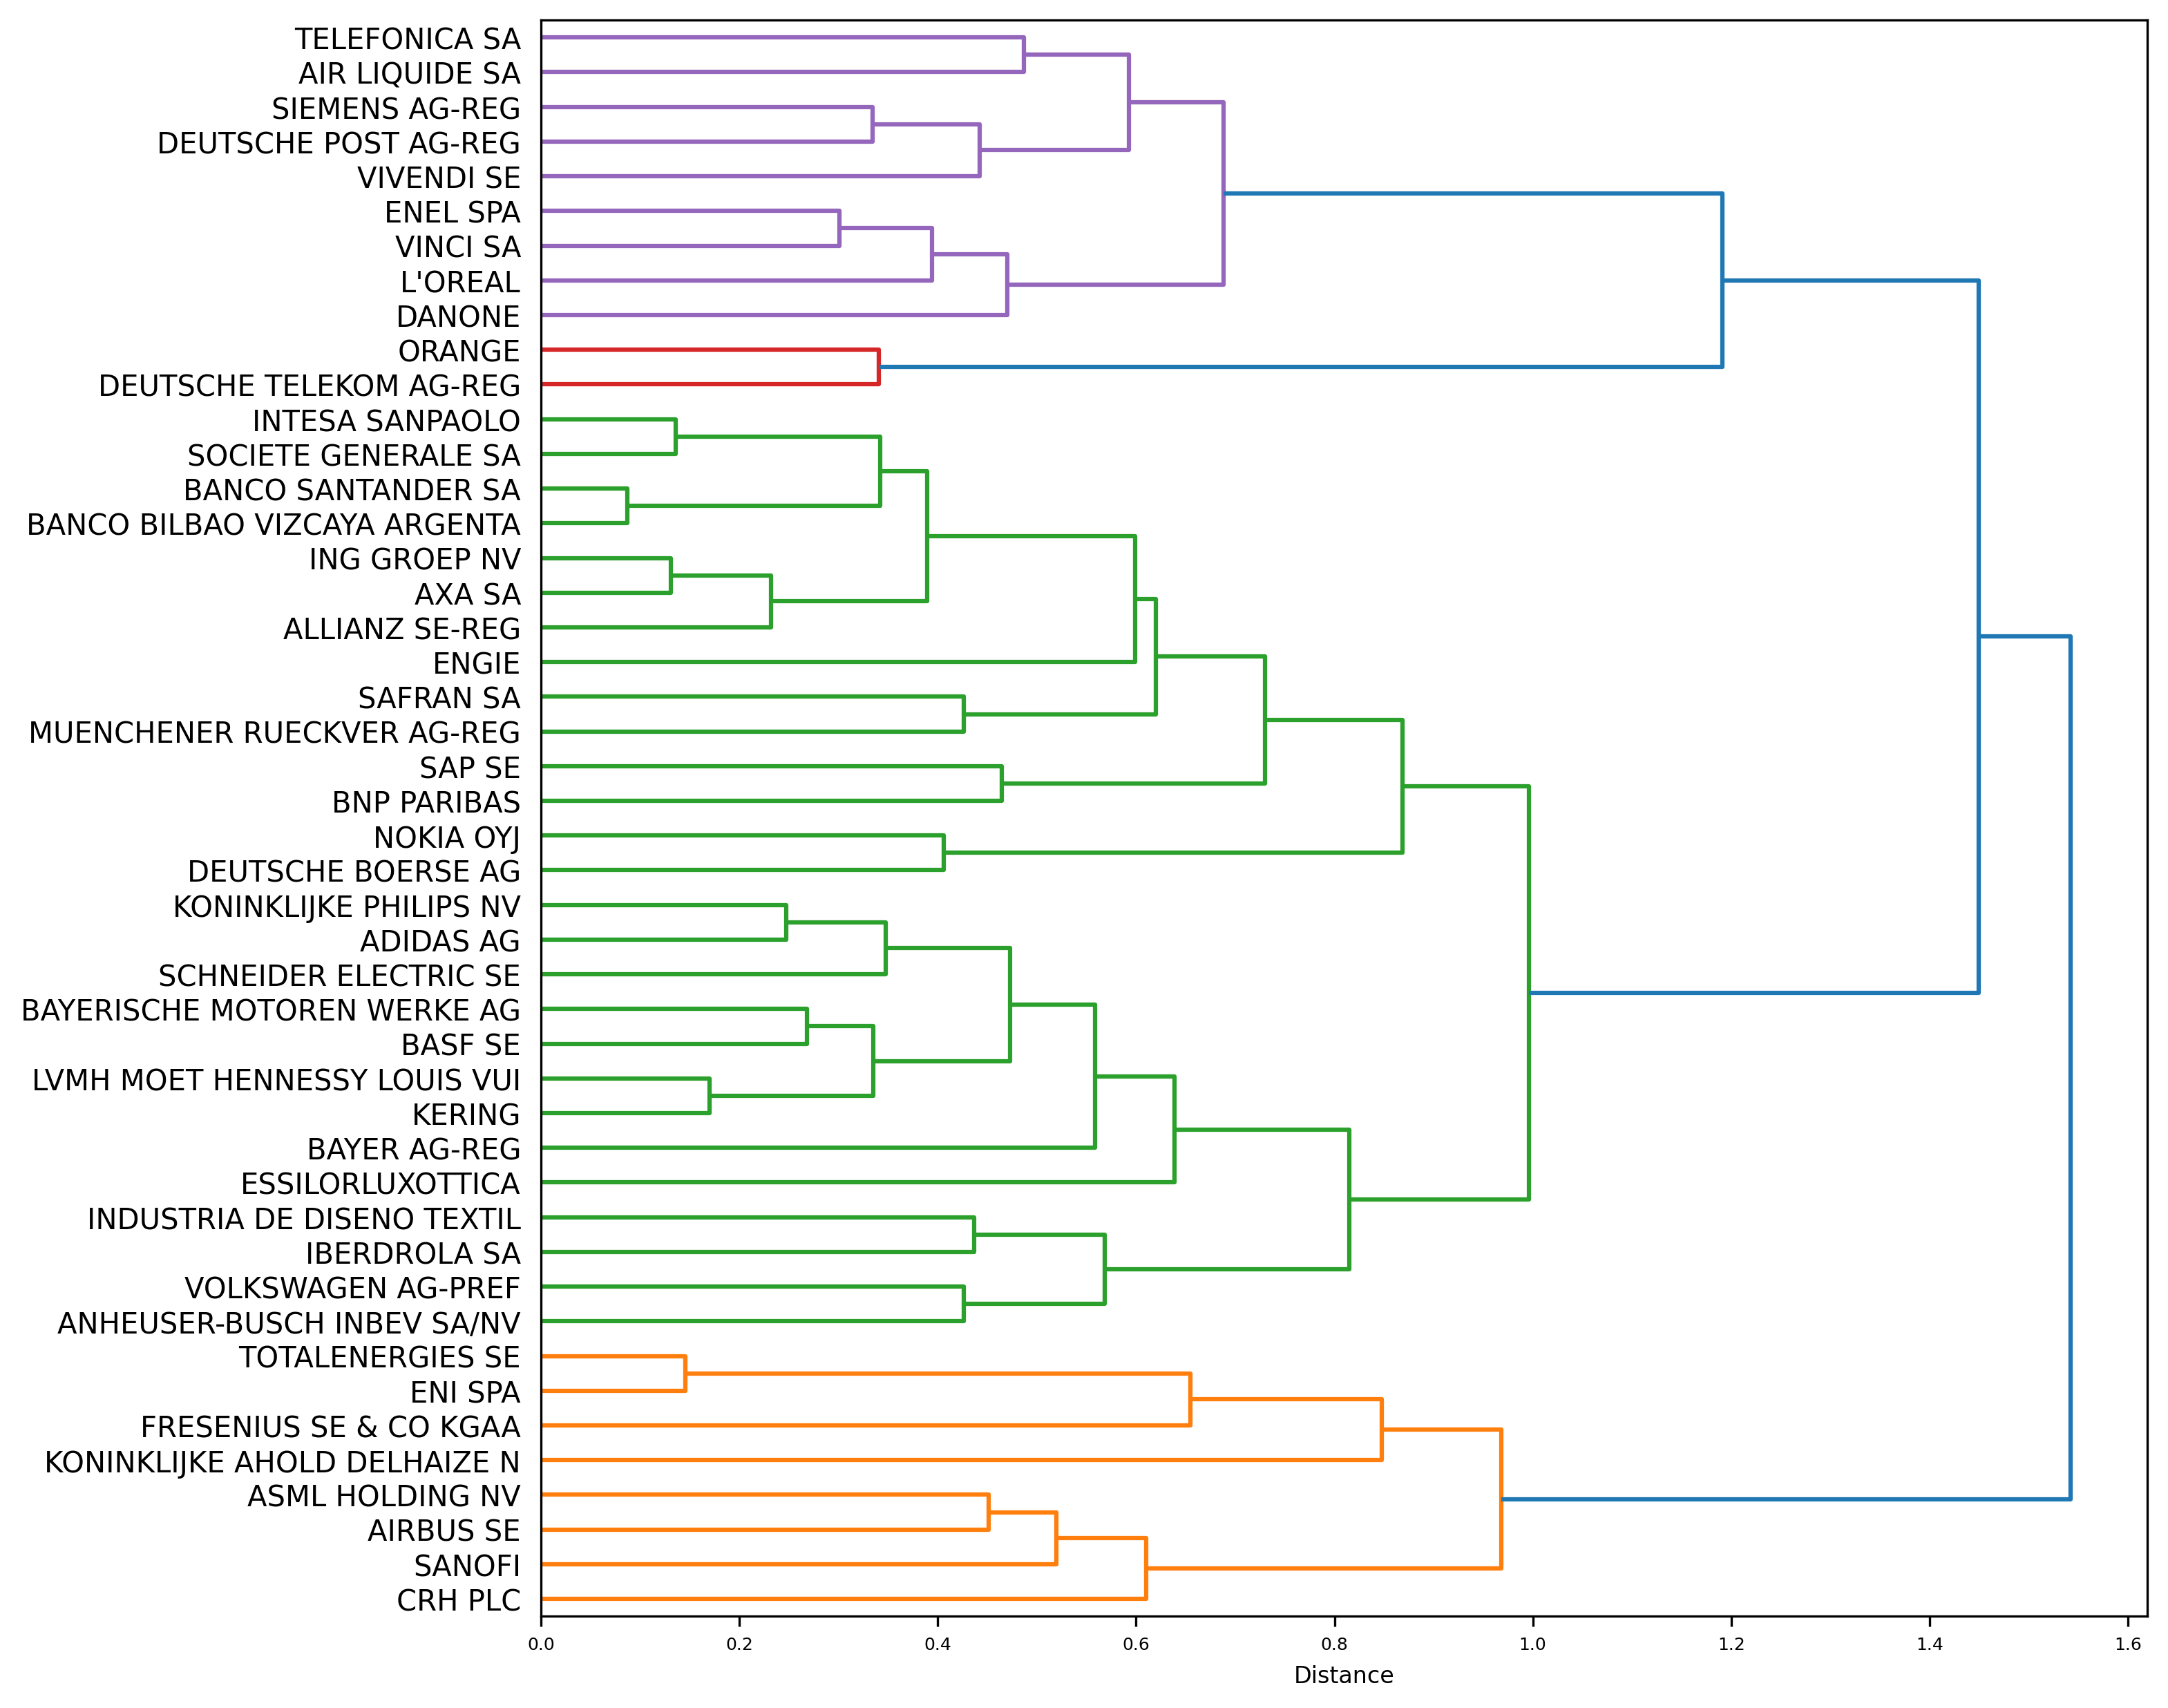 TELEFONICA SA
AIR LIQUIDE SA
SIEMENS AG-REG
DEUTSCHE POST AG-REG
VIVENDI SE
ENEL SPA
VINCI SA
L'OREAL
DANONE
ORANGE
DEUTSCHE TELEKOM AG-REG
INTESA SANPAOLO
SOCIETE GENERALE SA
BANCO SANTANDER SA
BANCO BILBAO VIZCAYA ARGENTA
ING GROEP NV
AXA SA
ALLIANZ SE-REG
ENGIE
SAFRAN SA
MUENCHENER RUECKVER AG-REG
SAP SE
BNP PARIBAS
NOKIA OYJ
DEUTSCHE BOERSE AG
KONINKLIJKE PHILIPS NV
ADIDAS AG
SCHNEIDER ELECTRIC SE
BAYERISCHE MOTOREN WERKE AG
BASF SE
LVMH MOET HENNESSY LOUIS VUI
KERING
BAYER AG-REG
ESSILORLUXOTTICA
INDUSTRIA DE DISENO TEXTIL
IBERDROLA SA
VOLKSWAGEN AG-PREF
ANHEUSER-BUSCH INBEV SA/NV
TOTALENERGIES SE
ENI SPA
FRESENIUS SE & CO KGAA
KONINKLIJKE AHOLD DELHAIZE N
ASML HOLDING NV
AIRBUS SE
SANOFI
CRH PLC
0.0 0.2 0.4 0.6 0.8 1.0 1.2 1.4 1.6
Distance